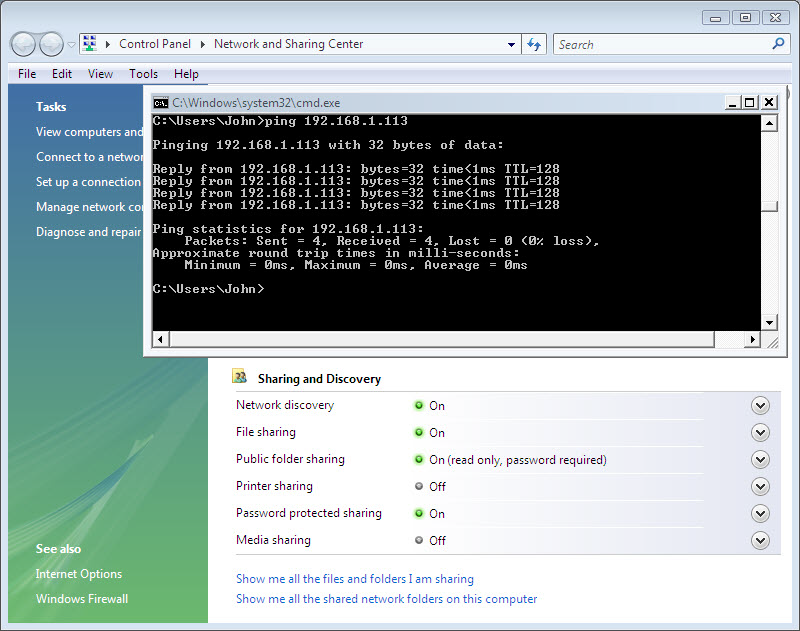 Control Panel
Network and Sharing Center
Search
File Edit View Tools Help
Tasks
View computers and
Connect to a networ
Set up a connection
Manage network co
Diagnose and repair
C:\Windows\system32\cmd.exe
C:\Users\John>ping 192.168.1.113
Pinging 192.168.1.113 with 32 bytes of data:
Reply from 192.168.1.113: bytes=32 time<1ms TTL=128
Reply from 192.168.1.113: bytes=32 time<1ms TTL=128
Reply from 192.168.1.113: bytes=32 time<1ms TTL=128
Reply from 192.168.1.113: bytes=32 time<1ms TTL=128
Ping statistics for 192.168.1.113:
Packets: Sent = 4, Received = 4, Lost = 0 (0% loss),
Approximate round trip times in milli-seconds:
Minimum = 0ms, Maximum = 0ms, Average = 0ms
C:\Users\John>
Sharing and Discovery
Network discovery On
File sharing On
Public folder sharing On (read only, password required)
Printer sharing Off
Password protected sharing On
Media sharing Off
See also
Internet Options
Windows Firewall
Show me all the files and folders I am sharing
Show me all the shared network folders on this computer